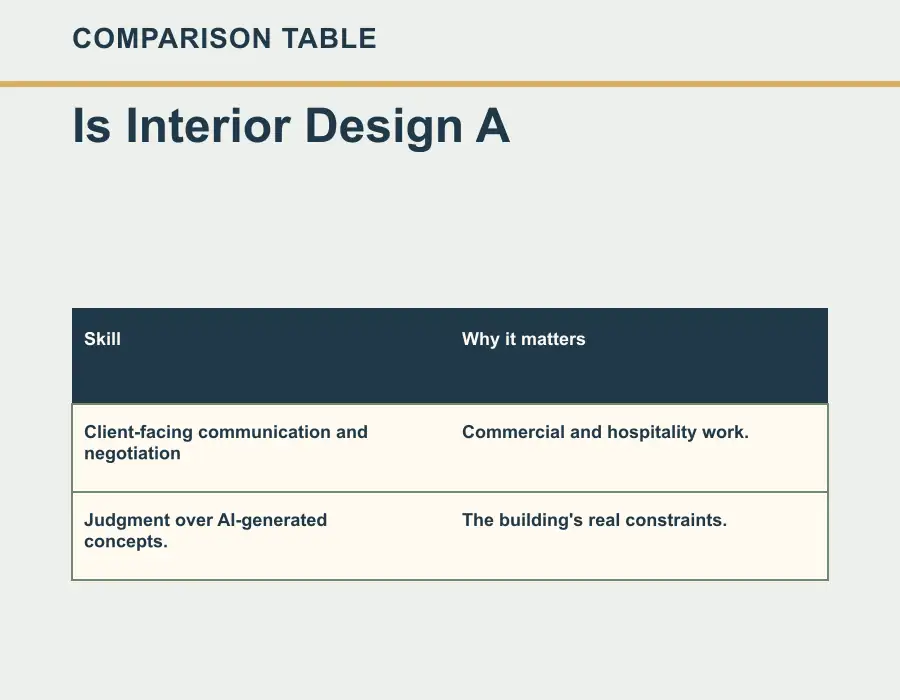 COMPARISON TABLE
Is Interior Design A
Skill
Why it matters
Client-facing communication and
negotiation
Commercial and hospitality work.
Judgment over AI-generated
concepts.
The building's real constraints.